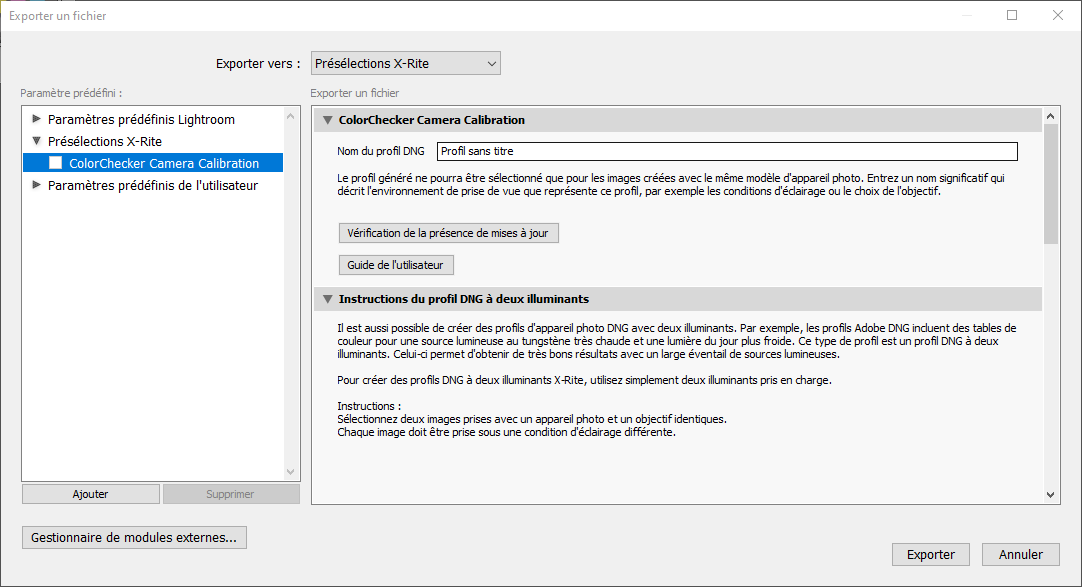 Exporter un fichier
Exporter vers :
Présélections X-Rite
Paramètre prédéfini :
Paramètres prédéfinis Lightroom
Présélections X-Rite
ColorChecker Camera Calibration
Paramètres prédéfinis de l'utilisateur
Ajouter
Supprimer
Gestionnaire de modules externes...
Exporter un fichier
ColorChecker Camera Calibration
Nom du profil DNG
Profil sans titre
Le profil généré ne pourra être sélectionné que pour les images créées avec le même modèle d'appareil photo. Entrez un nom significatif qui
décrit l'environnement de prise de vue que représente ce profil, par exemple les conditions d'éclairage ou le choix de l'objectif.
Vérification de la présence de mises à jour
Guide de l'utilisateur
Instructions du profil DNG à deux illuminants
Il est aussi possible de créer des profils d'appareil photo DNG avec deux illuminants. Par exemple, les profils Adobe DNG incluent des tables de
couleur pour une source lumineuse au tungstène très chaude et une lumière du jour plus froide. Ce type de profil est un profil DNG à deux
illuminants. Celui-ci permet d'obtenir de très bons résultats avec un large éventail de sources lumineuses.
Pour créer des profils DNG à deux illuminants X-Rite, utilisez simplement deux illuminants pris en charge.
Instructions :
Sélectionnez deux images prises avec un appareil photo et un objectif identiques.
Chaque image doit être prise sous une condition d'éclairage différente.
Exporter
Annuler